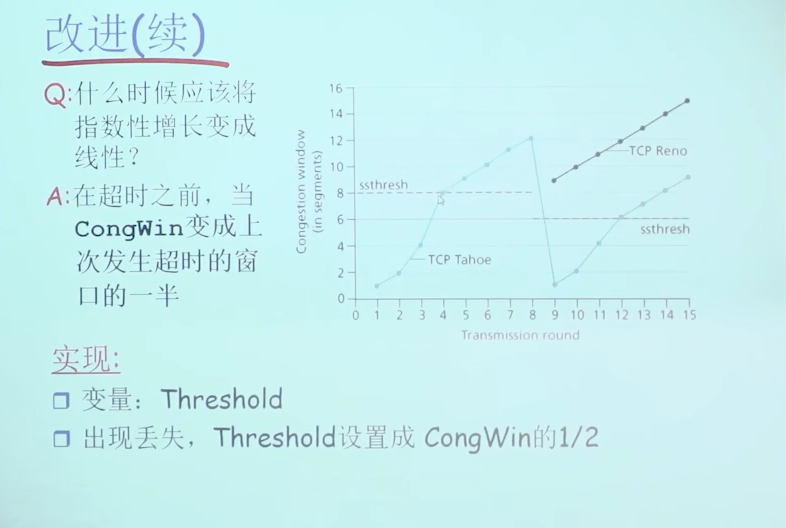 改进(续)
Q:什么时候应该将
指数性增长变成
线性？
A:在超时之前，当
CongWin变成上
次发生超时的窗
口的一半
Congestion window
(in segments)
16
14
12
10
8
6
4
2
0
ssthresh
TCP Reno
ssthresh
TCP Tahoe
0 1 2 3 4 5 6 7 8 9 10 11 12 13 14 15
Transmission round
实现:
变量：Threshold
出现丢失，Threshold设置成 CongWin的1/2